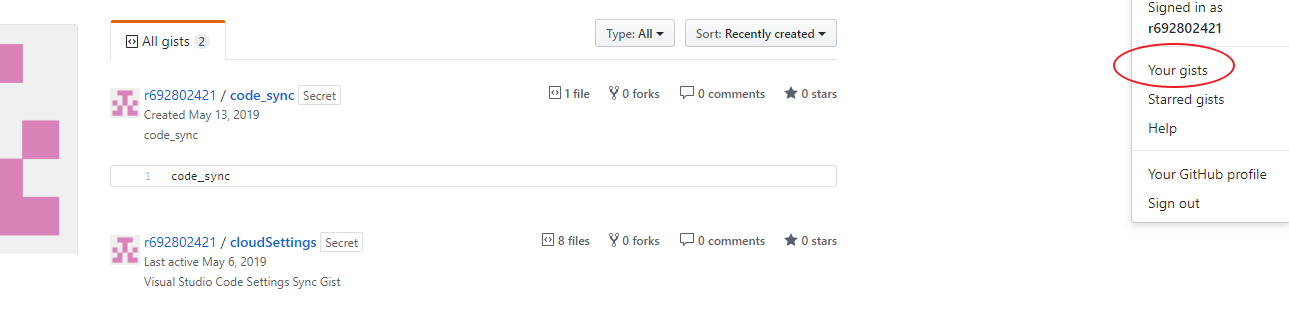 All gists 2
Type: All
Sort: Recently created
r692802421 / code_sync Secret
1 file
0 forks
0 comments
0 stars
Created May 13, 2019
code_sync
1 code_sync
r692802421 / cloudSettings Secret
8 files
0 forks
0 comments
0 stars
Last active May 6, 2019
Visual Studio Code Settings Sync Gist
Signed in as
r692802421
Your gists
Starred gists
Help
Your GitHub profile
Sign out